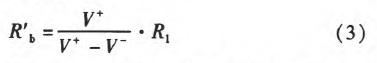 R'b = V⁺ / (V⁺ − V⁻) · R₁ (3)